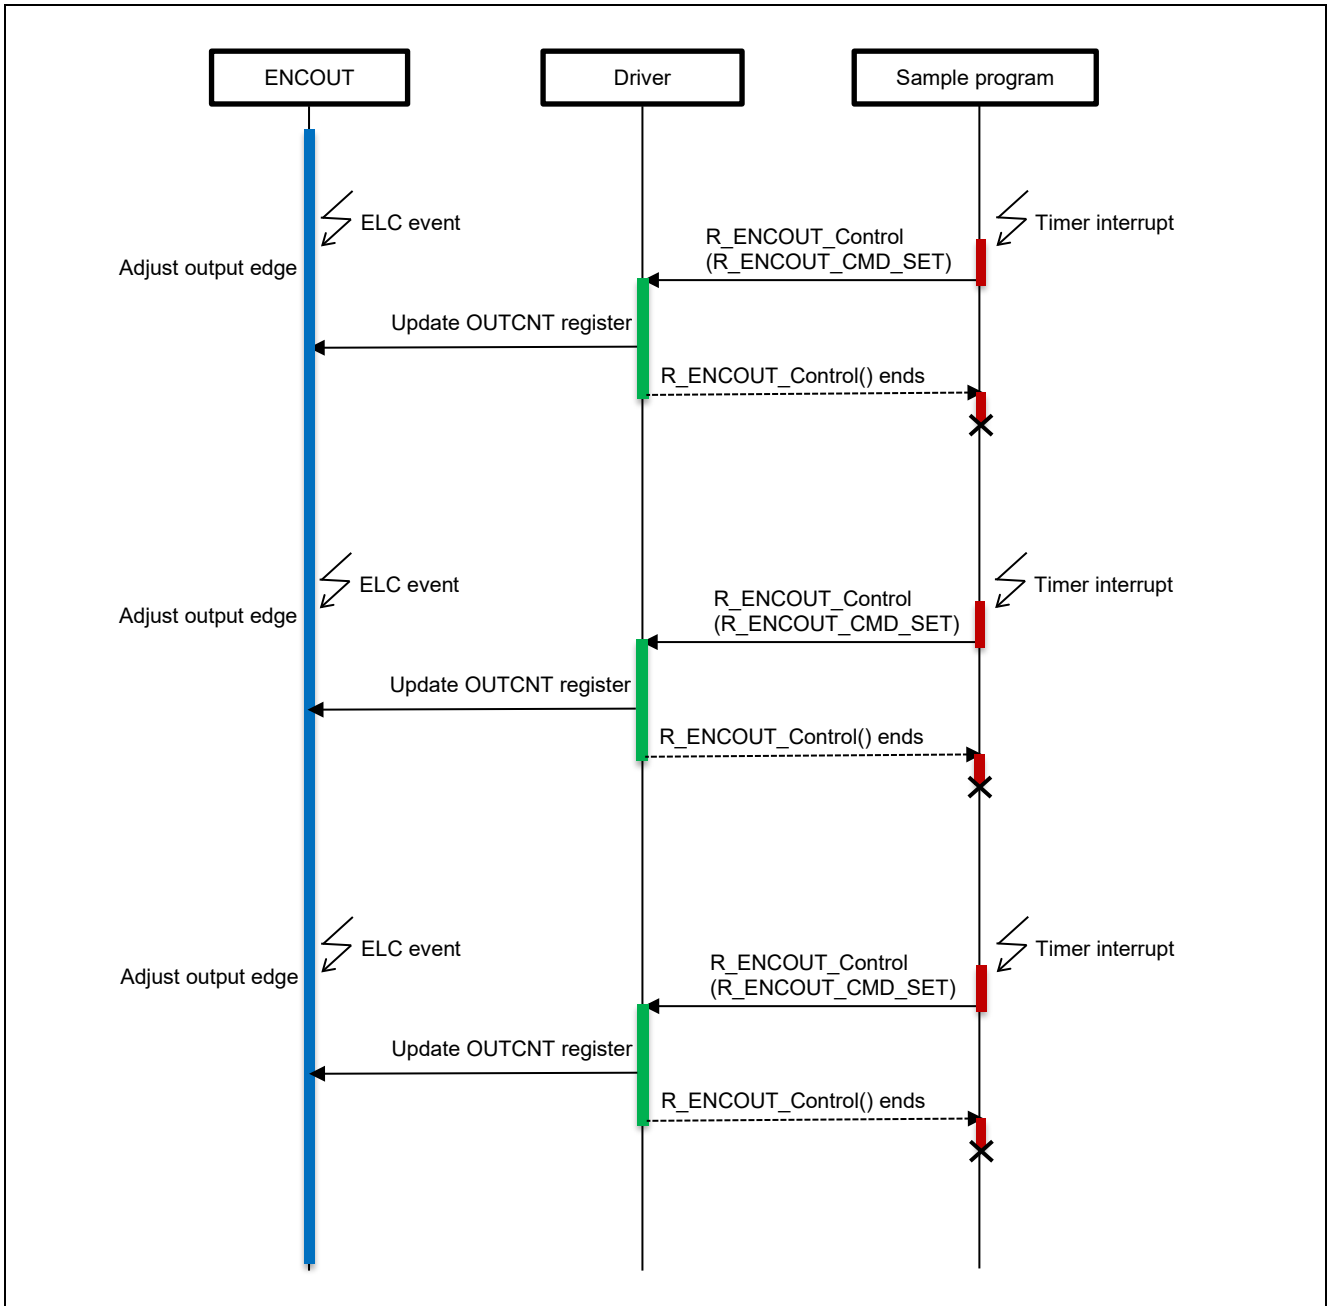 ENCOUT
Driver
Sample program
ELC event
Timer interrupt
R_ENCOUT_Control
(R_ENCOUT_CMD_SET)
Adjust output edge
Update OUTCNT register
R_ENCOUT_Control() ends
ELC event
Timer interrupt
R_ENCOUT_Control
(R_ENCOUT_CMD_SET)
Adjust output edge
Update OUTCNT register
R_ENCOUT_Control() ends
ELC event
Timer interrupt
R_ENCOUT_Control
(R_ENCOUT_CMD_SET)
Adjust output edge
Update OUTCNT register
R_ENCOUT_Control() ends